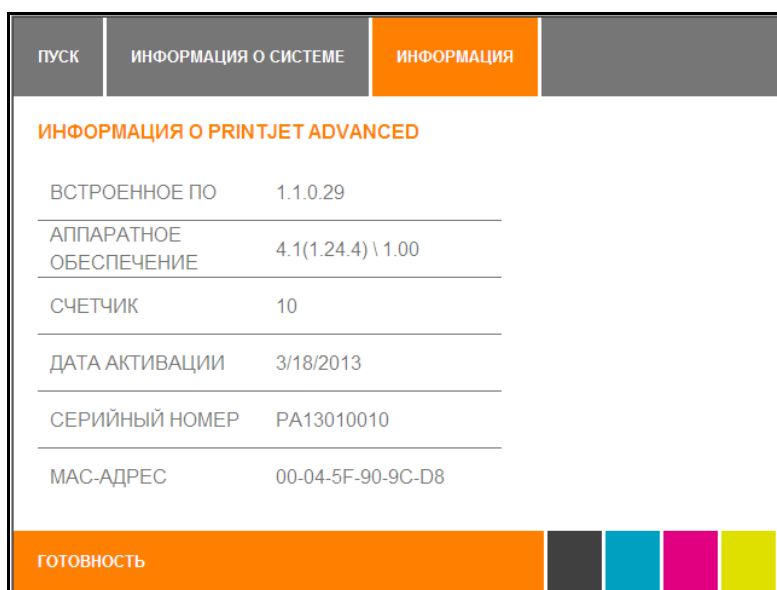 ПУСК ИНФОРМАЦИЯ О СИСТЕМЕ ИНФОРМАЦИЯ
ИНФОРМАЦИЯ О PRINTJET ADVANCED
ВСТРОЕННОЕ ПО 1.1.0.29
АППАРАТНОЕ
ОБЕСПЕЧЕНИЕ 4.1(1.24.4) \ 1.00
СЧЕТЧИК 10
ДАТА АКТИВАЦИИ 3/18/2013
СЕРИЙНЫЙ НОМЕР PA13010010
МАС-АДРЕС 00-04-5F-90-9C-D8
ГОТОВНОСТЬ